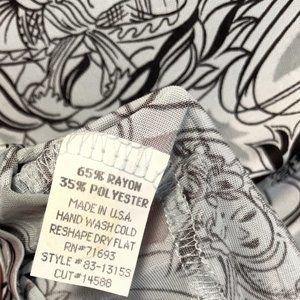 65% RAYON
35% POLYESTER
MADE IN U.S.A.
HAND WASH COLD
RESHAPE DRY FLAT
RN#71693
STYLE #83-1315S
CUT#14588